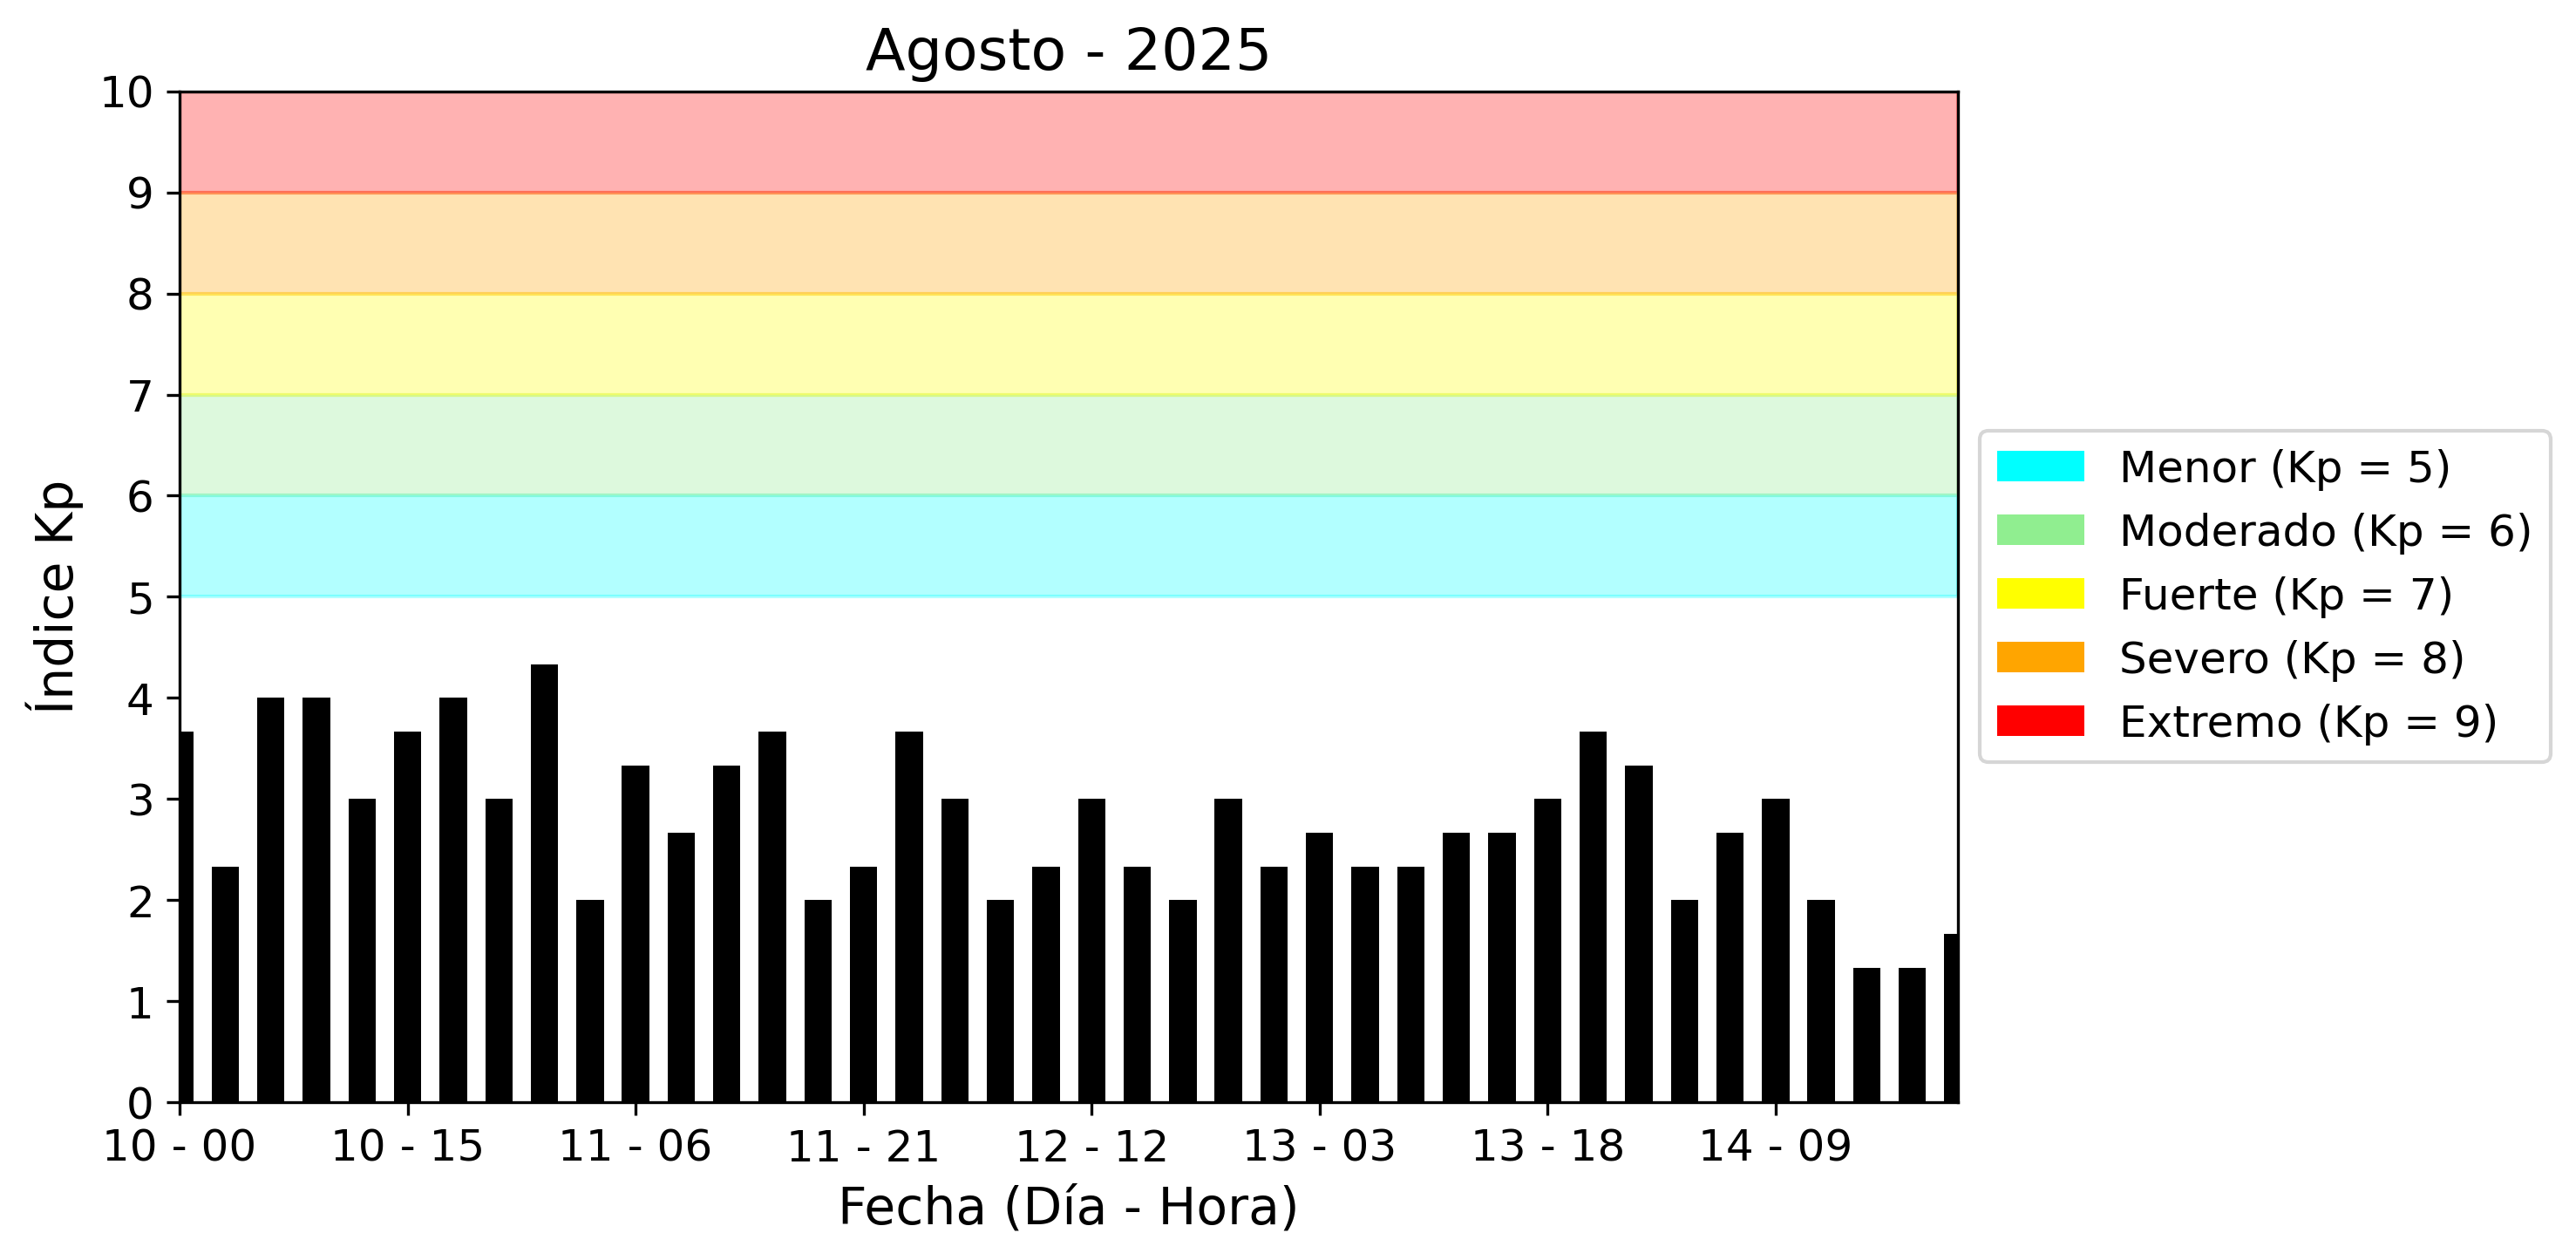 Agosto - 2025
Índice Kp
10
9
8
7
6
5
4
3
2
1
0
10 - 00
10 - 15
11 - 06
11 - 21
12 - 12
13 - 03
13 - 18
14 - 09
Fecha (Día - Hora)
Menor (Kp = 5)
Moderado (Kp = 6)
Fuerte (Kp = 7)
Severo (Kp = 8)
Extremo (Kp = 9)